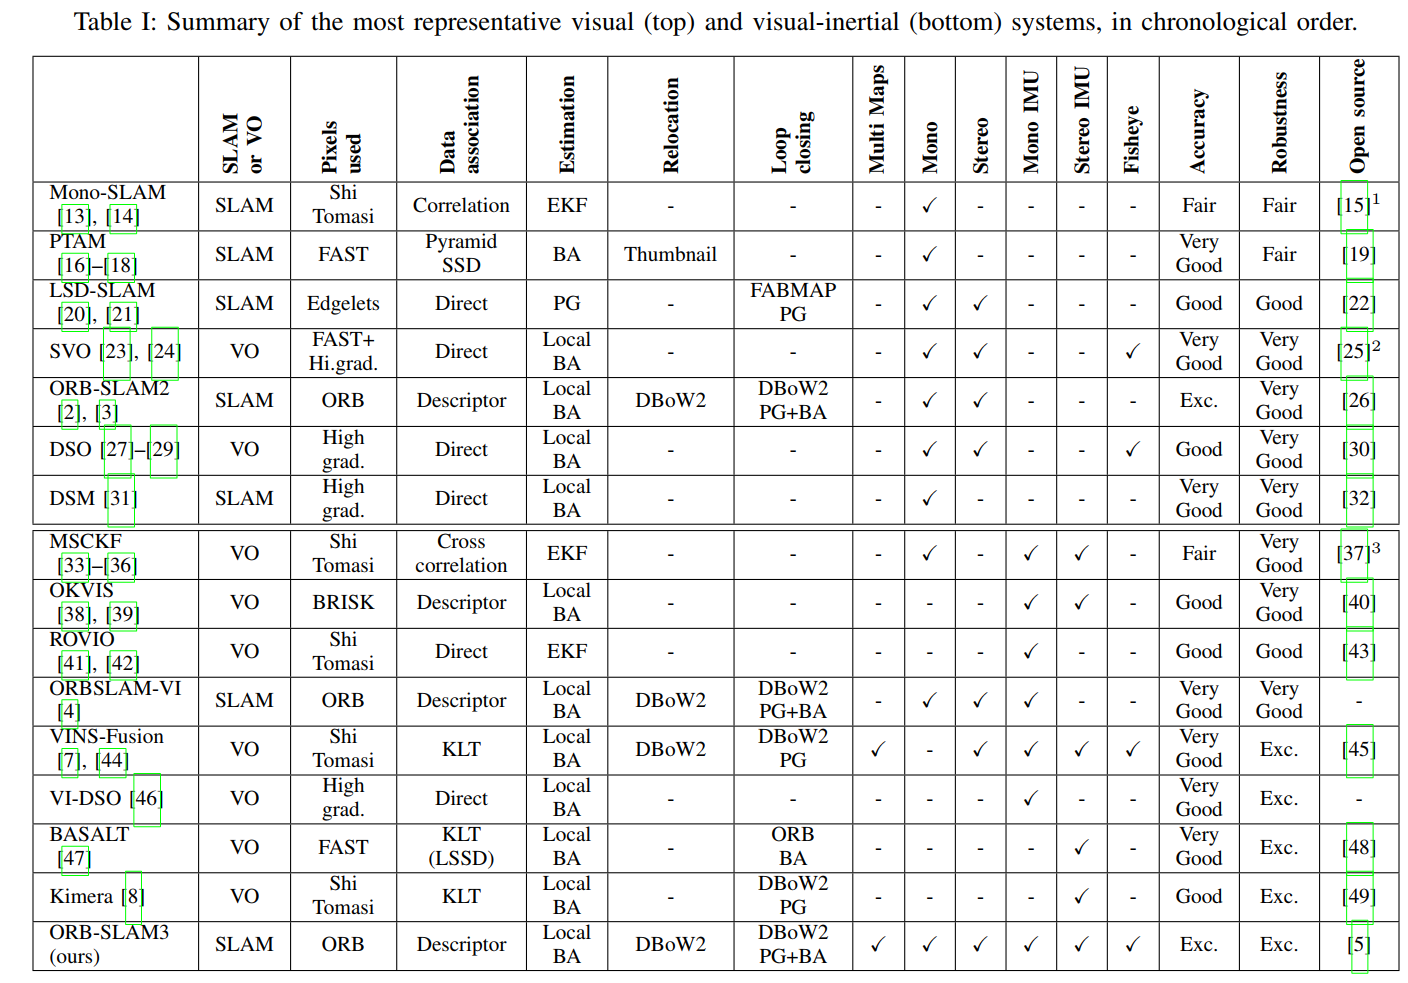 Table I: Summary of the most representative visual (top) and visual-inertial (bottom) systems, in chronological order.
SLAM or VO | Pixels used | Data association | Estimation | Relocation | Loop closing | Multi Maps | Mono | Stereo | Mono IMU | Stereo IMU | Fisheye | Accuracy | Robustness | Open source
Mono-SLAM [13], [14] | SLAM | Shi Tomasi | Correlation | EKF | - | - | - | ✓ | - | - | - | - | Fair | Fair | [15]¹
PTAM [16]–[18] | SLAM | FAST | Pyramid SSD | BA | Thumbnail | - | - | ✓ | - | - | - | - | Very Good | Fair | [19]
LSD-SLAM [20], [21] | SLAM | Edgelets | Direct | PG | - | FABMAP PG | - | ✓ | ✓ | - | - | - | Good | Good | [22]
SVO [23], [24] | VO | FAST+ Hi.grad. | Direct | Local BA | - | - | - | ✓ | ✓ | - | - | ✓ | Very Good | Very Good | [25]²
ORB-SLAM2 [2], [3] | SLAM | ORB | Descriptor | Local BA | DBoW2 | DBoW2 PG+BA | - | ✓ | ✓ | - | - | - | Exc. | Very Good | [26]
DSO [27]–[29] | VO | High grad. | Direct | Local BA | - | - | - | ✓ | ✓ | - | - | ✓ | Good | Very Good | [30]
DSM [31] | SLAM | High grad. | Direct | Local BA | - | - | - | ✓ | - | - | - | - | Very Good | Very Good | [32]
MSCKF [33]–[36] | VO | Shi Tomasi | Cross correlation | EKF | - | - | - | ✓ | - | ✓ | ✓ | - | Fair | Very Good | [37]³
OKVIS [38], [39] | VO | BRISK | Descriptor | Local BA | - | - | - | - | - | ✓ | ✓ | - | Good | Very Good | [40]
ROVIO [41], [42] | VO | Shi Tomasi | Direct | EKF | - | - | - | - | - | ✓ | - | - | Good | Good | [43]
ORBSLAM-VI [4] | SLAM | ORB | Descriptor | Local BA | DBoW2 | DBoW2 PG+BA | - | ✓ | ✓ | ✓ | - | - | Very Good | Very Good | -
VINS-Fusion [7], [44] | VO | Shi Tomasi | KLT | Local BA | DBoW2 | DBoW2 PG | ✓ | - | ✓ | ✓ | ✓ | ✓ | Very Good | Exc. | [45]
VI-DSO [46] | VO | High grad. | Direct | Local BA | - | - | - | - | - | ✓ | - | - | Very Good | Exc. | -
BASALT [47] | VO | FAST | KLT (LSSD) | Local BA | - | ORB BA | - | - | - | - | ✓ | - | Very Good | Exc. | [48]
Kimera [8] | VO | Shi Tomasi | KLT | Local BA | - | DBoW2 PG | - | - | - | - | ✓ | - | Good | Exc. | [49]
ORB-SLAM3 (ours) | SLAM | ORB | Descriptor | Local BA | DBoW2 | DBoW2 PG+BA | ✓ | ✓ | ✓ | ✓ | ✓ | ✓ | Exc. | Exc. | [5]